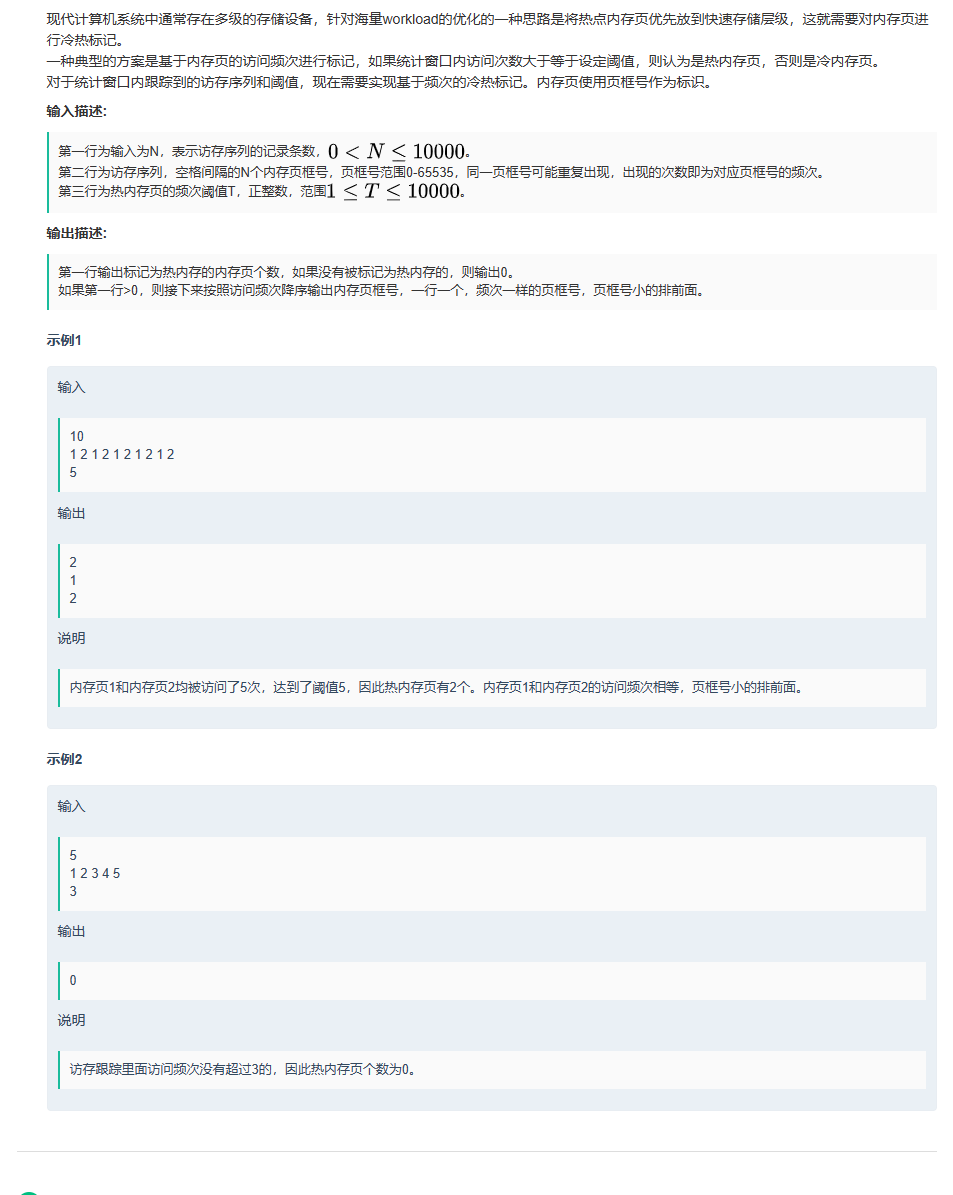 现代计算机系统中通常存在多级的存储设备，针对海量workload的优化的一种思路是将热点内存页优先放到快速存储层级，这就需要对内存页进
行冷热标记。
一种典型的方案是基于内存页的访问频次进行标记，如果统计窗口内访问次数大于等于设定阈值，则认为是热内存页，否则是冷内存页。
对于统计窗口内跟踪到的访存序列和阈值，现在需要实现基于频次的冷热标记。内存页使用页框号作为标识。
输入描述:
第一行为输入为N，表示访存序列的记录条数，0 < N ≤ 10000。
第二行为访存序列，空格间隔的N个内存页框号，页框号范围0-65535，同一页框号可能重复出现，出现的次数即为对应页框号的频次。
第三行为热内存页的频次阈值T，正整数，范围1 ≤ T ≤ 10000。
输出描述:
第一行输出标记为热内存的内存页个数，如果没有被标记为热内存的，则输出0。
如果第一行>0，则接下来按照访问频次降序输出内存页框号，一行一个，频次一样的页框号，页框号小的排前面。
示例1
输入
10
1 2 1 2 1 2 1 2 1 2
5
输出
2
1
2
说明
内存页1和内存页2均被访问了5次，达到了阈值5，因此热内存页有2个。内存页1和内存页2的访问频次相等，页框号小的排前面。
示例2
输入
5
1 2 3 4 5
3
输出
0
说明
访存跟踪里面访问频次没有超过3的，因此热内存页个数为0。